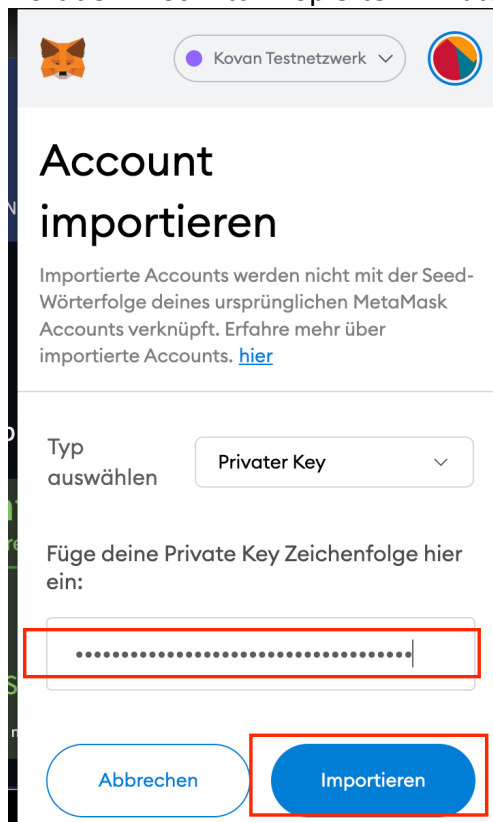 Kovan Testnetzwerk
Account
importieren
Importierte Accounts werden nicht mit der Seed-
Wörterfolge deines ursprünglichen MetaMask
Accounts verknüpft. Erfahre mehr über
importierte Accounts. hier
Typ
auswählen
Privater Key
Füge deine Private Key Zeichenfolge hier
ein:
Abbrechen
Importieren